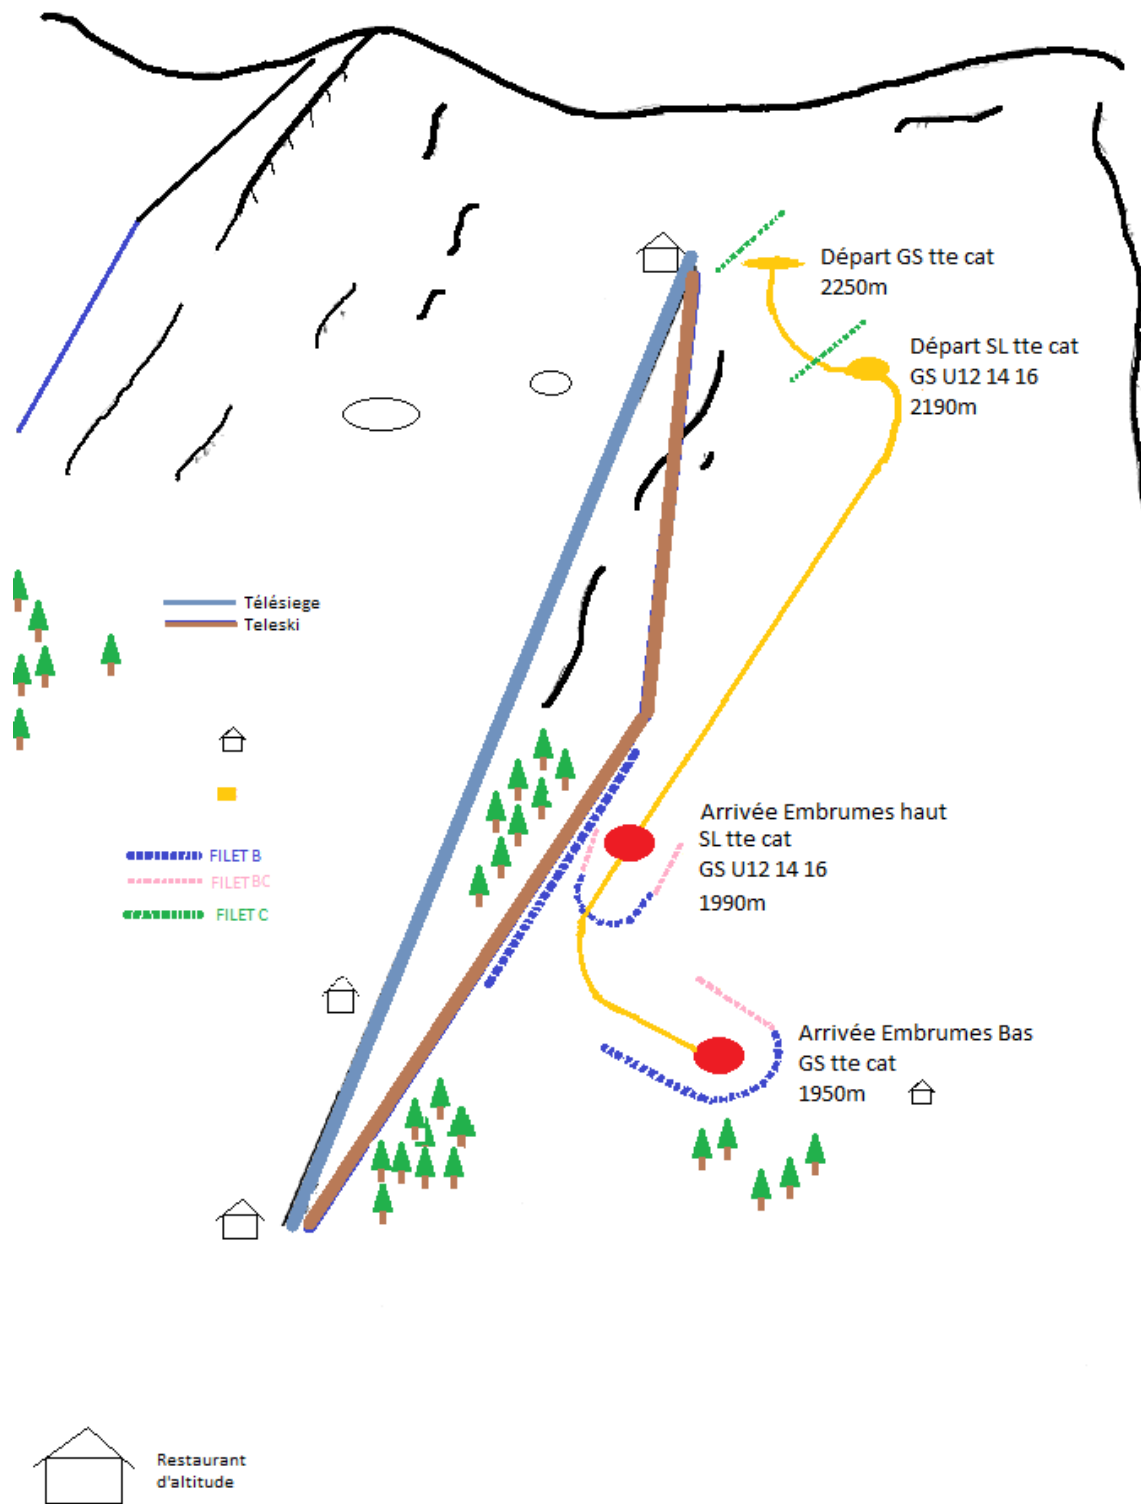 Départ GS tte cat
2250m
Départ SL tte cat
GS U12 14 16
2190m
Télésiege
Teleski
Arrivée Embrumes haut
SL tte cat
GS U12 14 16
1990m
FILET B
FILET BC
FILET C
Arrivée Embrumes Bas
GS tte cat
1950m
Restaurant
d'altitude